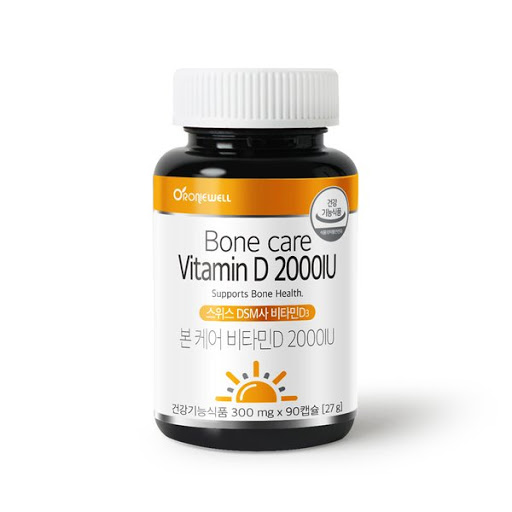 ORONIEWELL
건강
기능식품
Bone care
Vitamin D 2000IU
Supports Bone Health.
스위스 DSM사 비타민D3
본 케어 비타민D 2000IU
건강기능식품 300 mg x 90캡슐 [27 g]